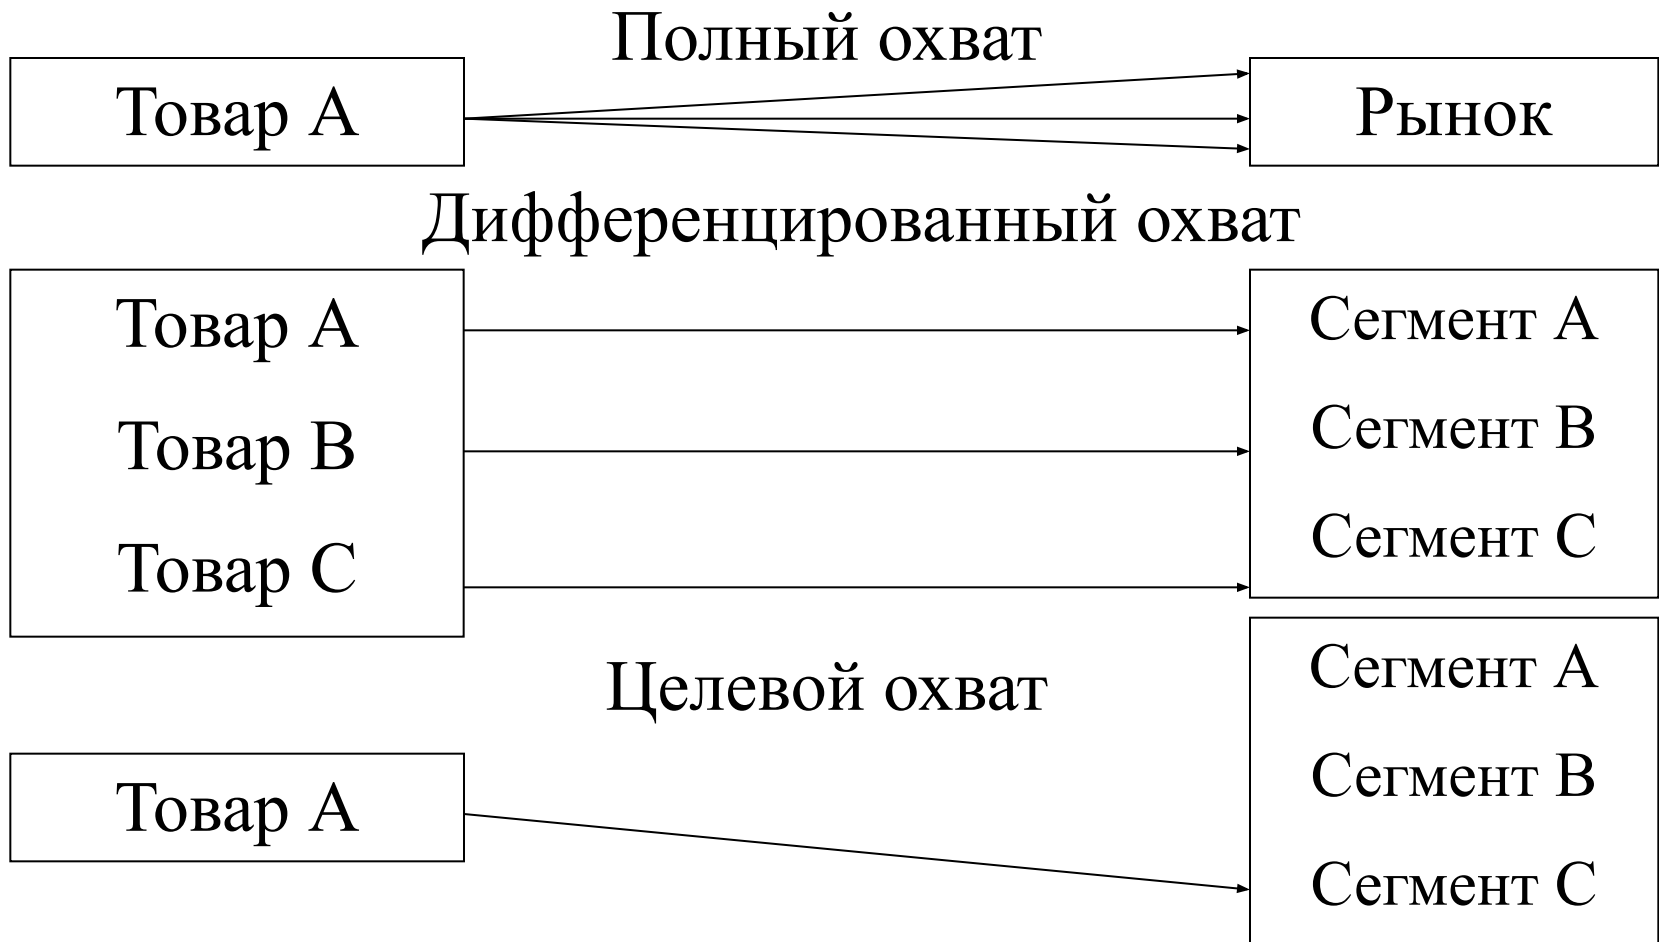 Полный охват
Товар А
Рынок
Дифференцированный охват
Товар А
Товар В
Товар С
Сегмент А
Сегмент В
Сегмент С
Целевой охват
Товар А
Сегмент А
Сегмент В
Сегмент С